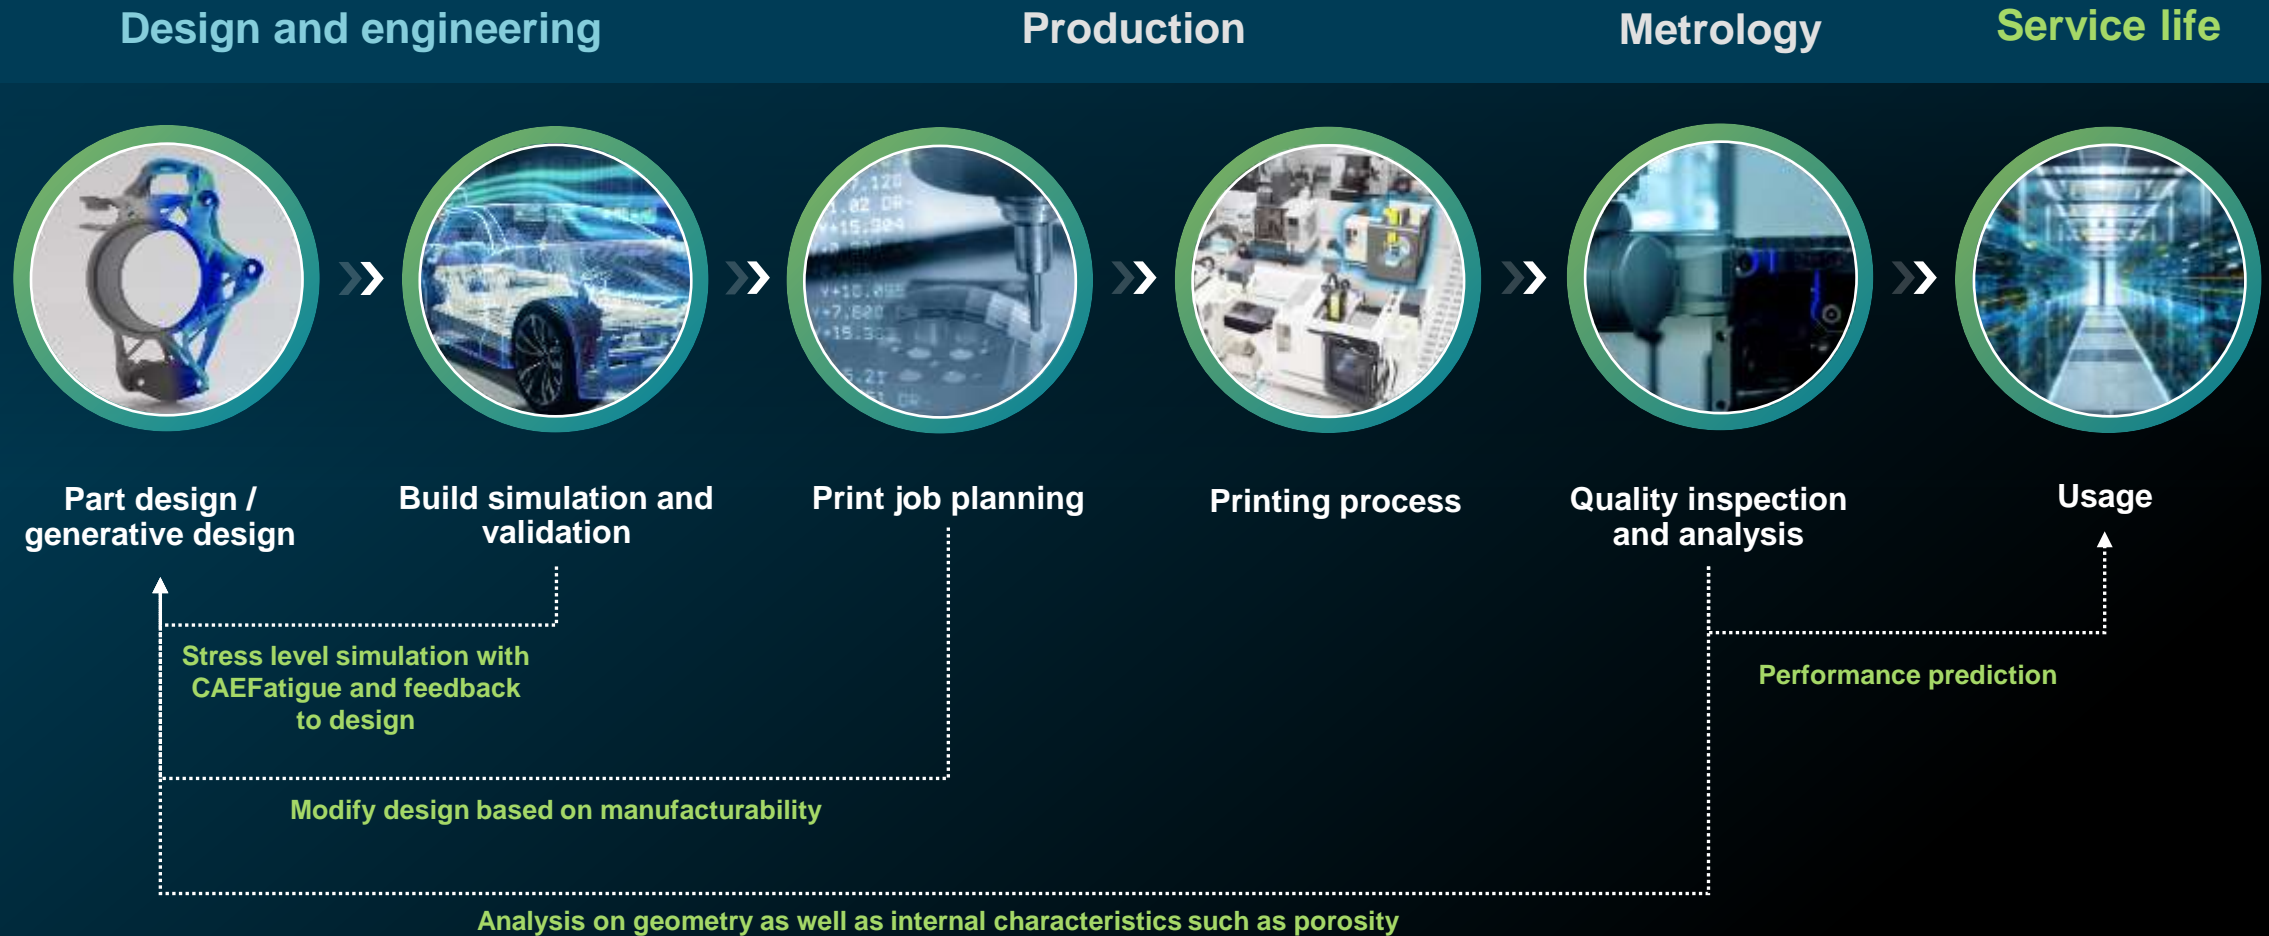 Design and engineering
Production
Metrology
Service life
Part design /
generative design
Build simulation and
validation
Print job planning
Printing process
Quality inspection
and analysis
Usage
Stress level simulation with
CAEFatigue and feedback
to design
Performance prediction
Modify design based on manufacturability
Analysis on geometry as well as internal characteristics such as porosity